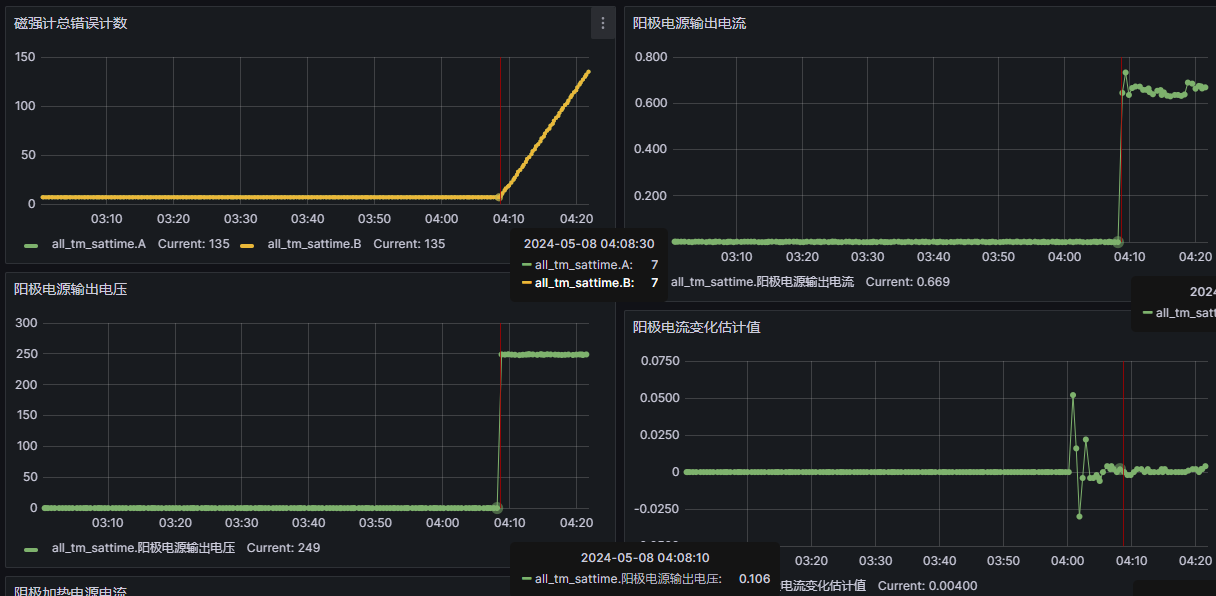 磁强计总错误计数
150
100
50
0
03:10 03:20 03:30 03:40 03:50 04:00 04:10 04:20
all_tm_sattime.A Current: 135 all_tm_sattime.B Current: 135
2024-05-08 04:08:30
all_tm_sattime.A: 7
all_tm_sattime.B: 7
阳极电源输出电流
0.800
0.600
0.400
0.200
03:10 03:20 03:30 03:40 03:50 04:00 04:10 04:20
all_tm_sattime.阳极电源输出电流 Current: 0.669
阳极电源输出电压
300
250
200
150
100
50
0
03:10 03:20 03:30 03:40 03:50 04:00 04:10 04:20
all_tm_sattime.阳极电源输出电压 Current: 249
2024-05-08 04:08:10
all_tm_sattime.阳极电源输出电压: 0.106
阳极电流变化估计值
0.0750
0.0500
0.0250
0
-0.0250
03:20 03:30 03:40 03:50 04:00 04:10 04:20
电流变化估计值 Current: 0.00400
阳极加热电源电流